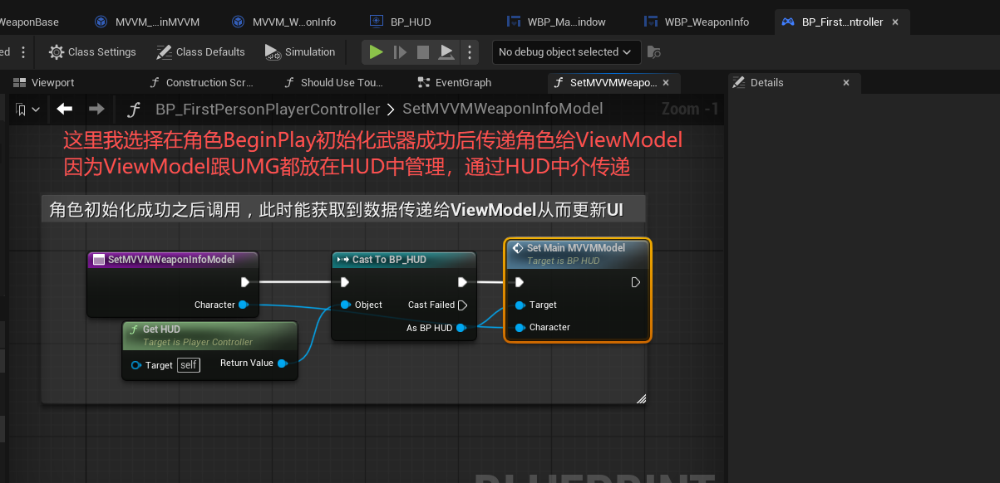 WeaponBase
MVVM_...inMVVM
MVVM_W...onInfo
BP_HUD
WBP_Ma...indow
WBP_WeaponInfo
BP_First...ntroller
ed
Class Settings
Class Defaults
Simulation
No debug object selected
Viewport
Construction Scr...
Should Use Tou...
EventGraph
SetMVVMWeapo...
Details
BP_FirstPersonPlayerController > SetMVVMWeaponInfoModel
Zoom -1
这里我选择在角色BeginPlay初始化武器成功后传递角色给ViewModel
因为ViewModel跟UMG都放在HUD中管理，通过HUD中介传递
角色初始化成功之后调用，此时能获取到数据传递给ViewModel从而更新UI
SetMVVMWeaponInfoModel
Character
Get HUD
Target is Player Controller
Target self
Return Value
Cast To BP_HUD
Object
Cast Failed
As BP HUD
Set Main MVVMModel
Target is BP HUD
Target
Character
BLUEPRINT